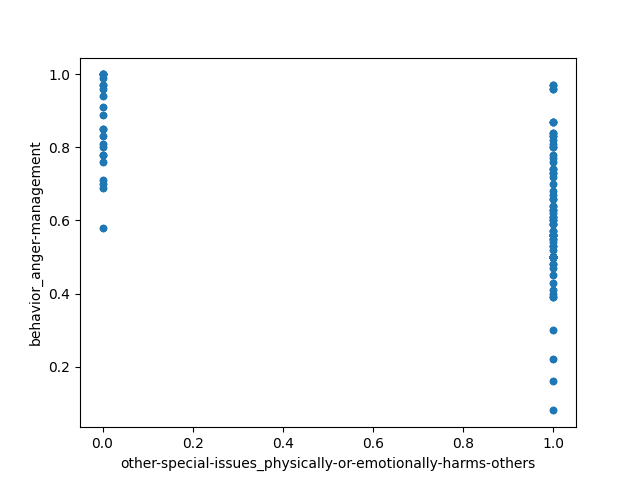 1.0
0.8
0.6
0.4
0.2
behavior_anger-management
0.0 0.2 0.4 0.6 0.8 1.0
other-special-issues_physically-or-emotionally-harms-others